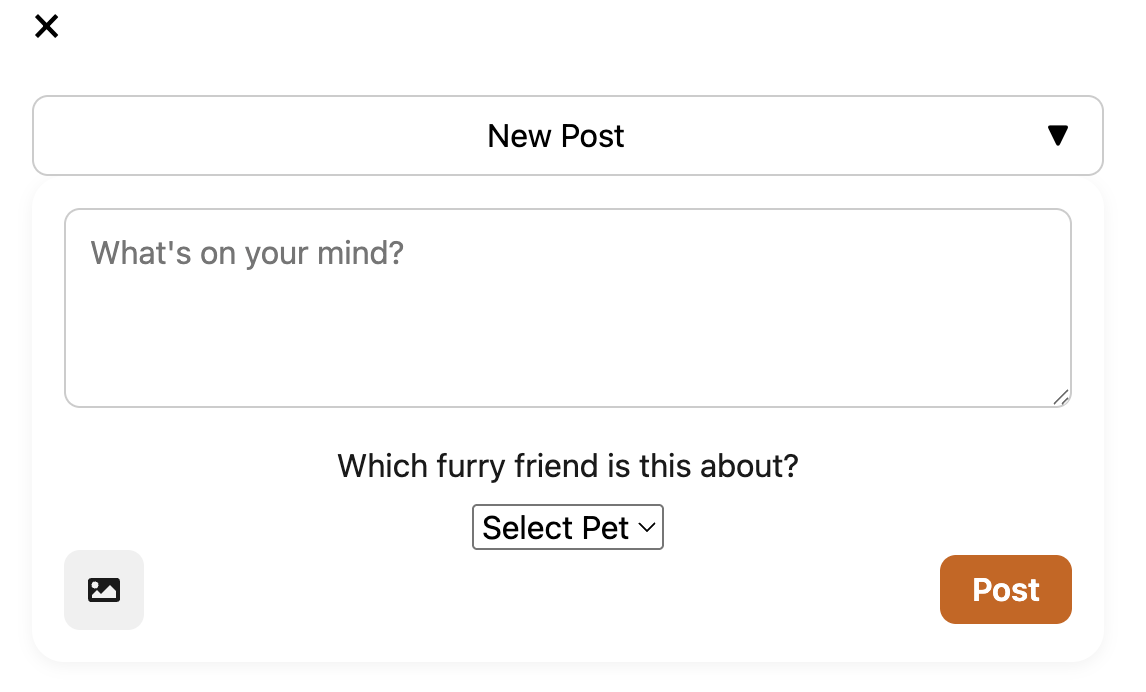 New Post
What's on your mind?
Which furry friend is this about?
Select Pet
Post